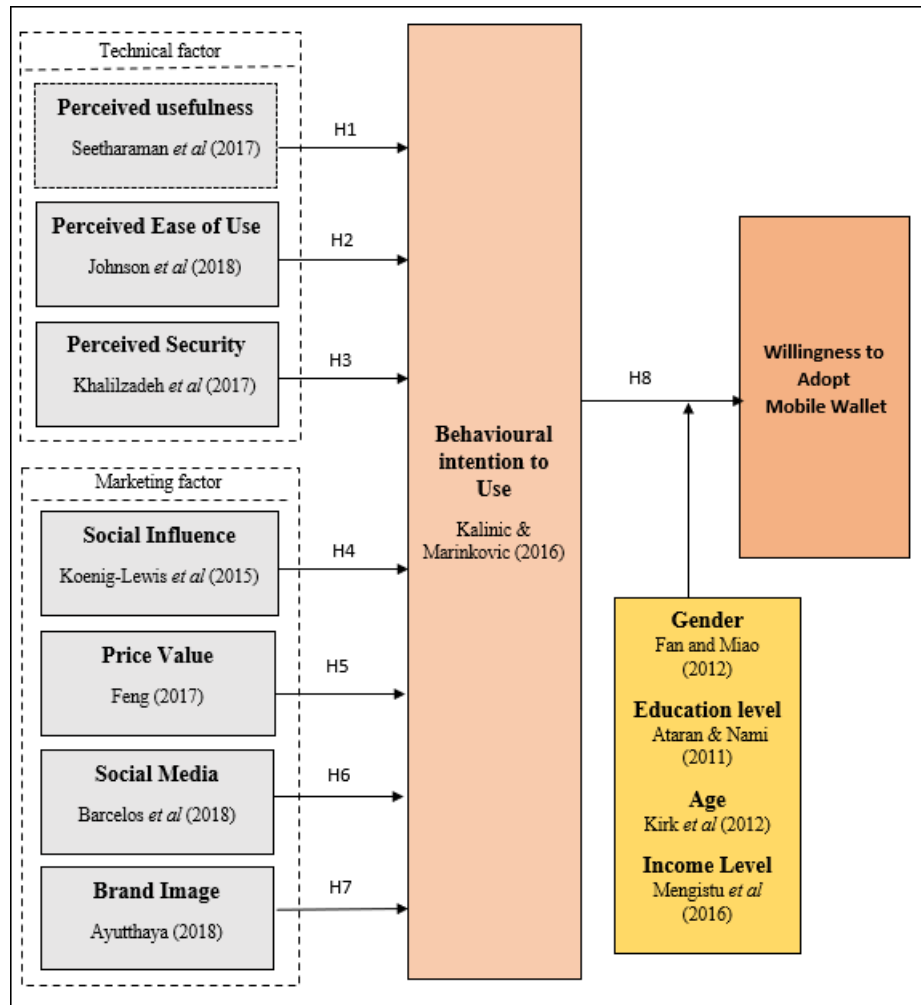 Technical factor
Perceived usefulness
Seetharaman et al (2017)
H1
Perceived Ease of Use
Johnson et al (2018)
H2
Perceived Security
Khalilzadeh et al (2017)
H3
Marketing factor
Social Influence
Koenig-Lewis et al (2015)
H4
Price Value
Feng (2017)
H5
Social Media
Barcelos et al (2018)
H6
Brand Image
Ayutthaya (2018)
H7
Behavioural
intention to
Use
Kalinic &
Marinkovic (2016)
H8
Willingness to
Adopt
Mobile Wallet
Gender
Fan and Miao
(2012)
Education level
Ataran & Nami
(2011)
Age
Kirk et al (2012)
Income Level
Mengistu et al
(2016)